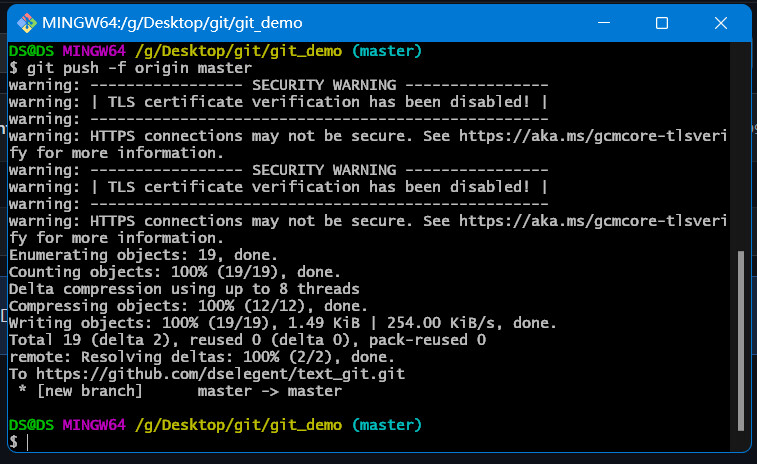 MINGW64:/g/Desktop/git/git_demo
DS@DS MINGW64 /g/Desktop/git/git_demo (master)
$ git push -f origin master
warning: ----------------- SECURITY WARNING ----------------
warning: | TLS certificate verification has been disabled! |
warning: ---------------------------------------------------
warning: HTTPS connections may not be secure. See https://aka.ms/gcmcore-tlsveri
fy for more information.
warning: ----------------- SECURITY WARNING ----------------
warning: | TLS certificate verification has been disabled! |
warning: ---------------------------------------------------
warning: HTTPS connections may not be secure. See https://aka.ms/gcmcore-tlsveri
fy for more information.
Enumerating objects: 19, done.
Counting objects: 100% (19/19), done.
Delta compression using up to 8 threads
Compressing objects: 100% (12/12), done.
Writing objects: 100% (19/19), 1.49 KiB | 254.00 KiB/s, done.
Total 19 (delta 2), reused 0 (delta 0), pack-reused 0
remote: Resolving deltas: 100% (2/2), done.
To https://github.com/dselegent/text_git.git
 * [new branch]      master -> master
DS@DS MINGW64 /g/Desktop/git/git_demo (master)
$